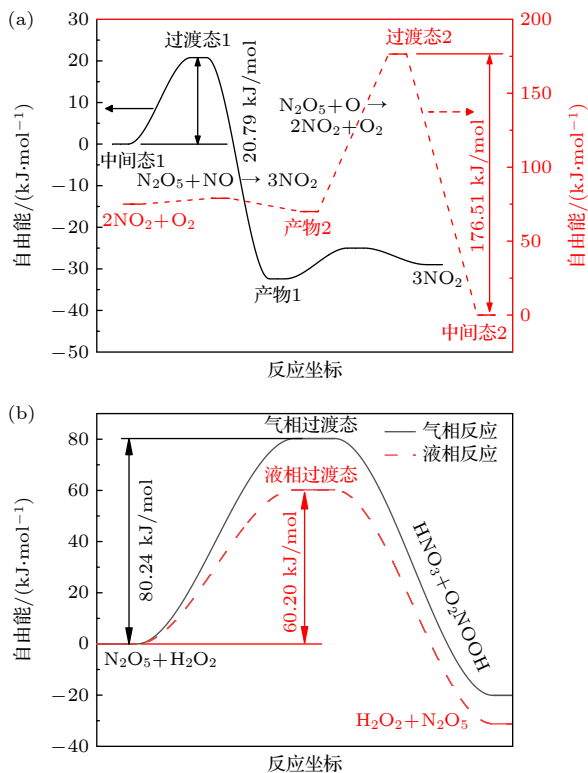 (a)
30
20
10
0
−10
−20
−30
−40
−50
自由能/(kJ·mol⁻¹)
过渡态1
过渡态2
20.79 kJ/mol
N₂O₅+O →
2NO₂+O₂
中间态1
N₂O₅+NO → 3NO₂
2NO₂+O₂
产物2
产物1
3NO₂
176.51 kJ/mol
中间态2
200
175
150
125
100
75
50
25
0
自由能/(kJ·mol⁻¹)
反应坐标
(b)
80
60
40
20
0
−20
−40
自由能/(kJ·mol⁻¹)
气相过渡态
气相反应
液相反应
液相过渡态
80.24 kJ/mol
60.20 kJ/mol
HNO₃+O₂NOOH
N₂O₅+H₂O₂
H₂O₂+N₂O₅
反应坐标